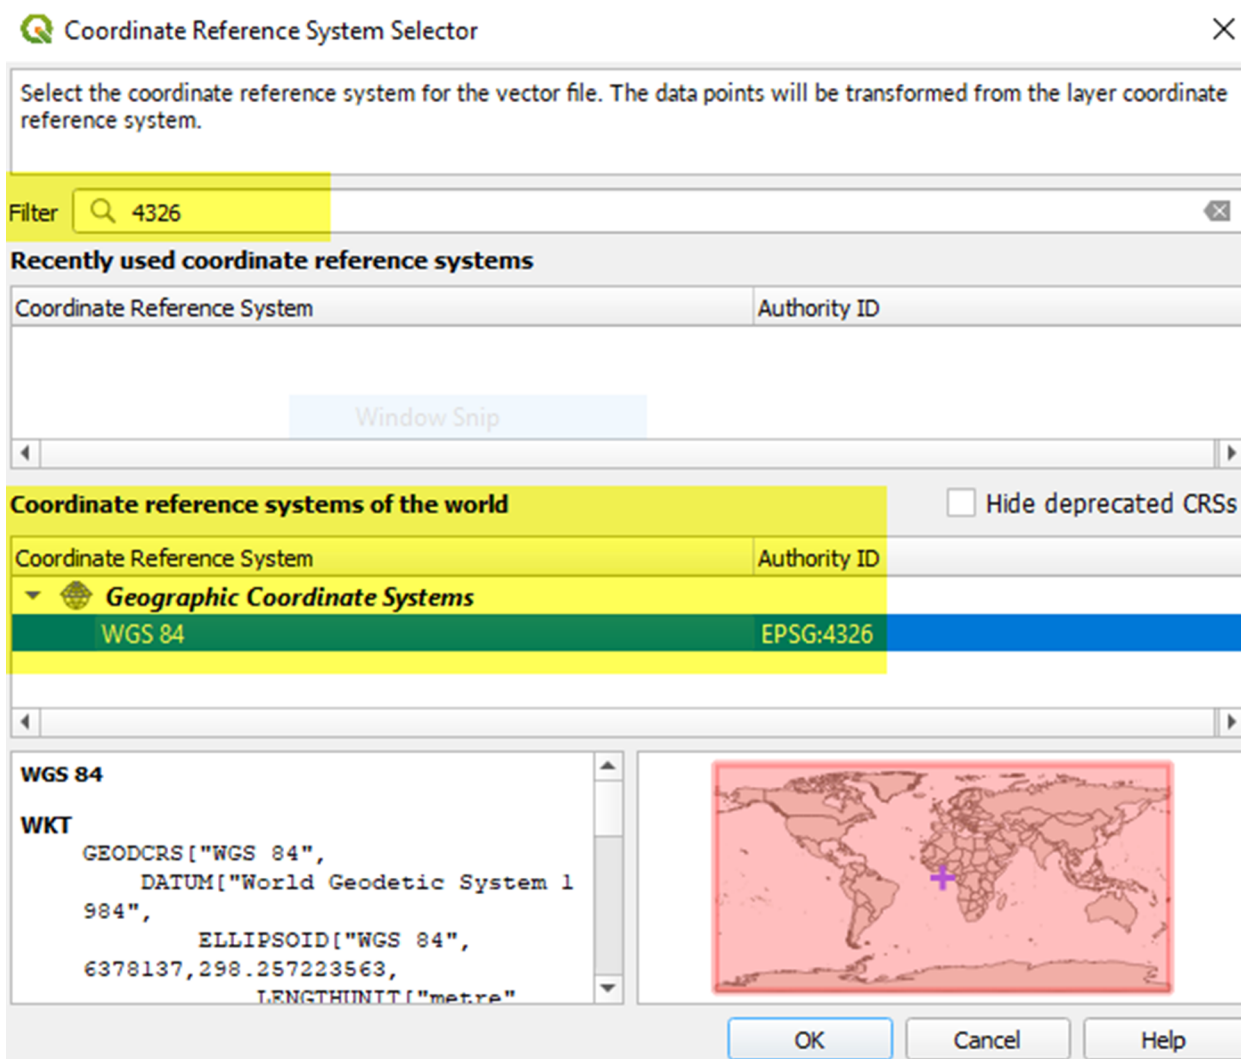 Coordinate Reference System Selector
Select the coordinate reference system for the vector file. The data points will be transformed from the layer coordinate
reference system.
Filter 4326
Recently used coordinate reference systems
Coordinate Reference System Authority ID
Window Snip
Coordinate reference systems of the world Hide deprecated CRSs
Coordinate Reference System Authority ID
Geographic Coordinate Systems
WGS 84 EPSG:4326
WGS 84
WKT
GEODCRS["WGS 84",
DATUM["World Geodetic System 1
984",
ELLIPSOID["WGS 84",
6378137,298.257223563,
LENGTHUNIT["metre"
OK Cancel Help